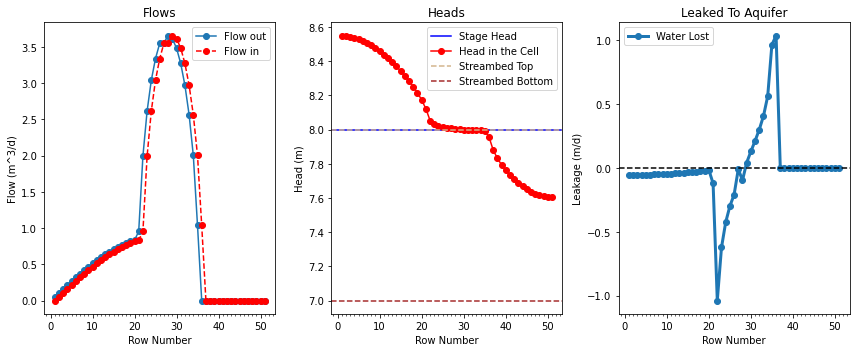 Flows
Flow out
Flow in
Flow (m^3/d)
3.5
3.0
2.5
2.0
1.5
1.0
0.5
0.0
0 10 20 30 40 50
Row Number
Heads
Stage Head
Head in the Cell
Streambed Top
Streambed Bottom
Head (m)
8.6
8.4
8.2
8.0
7.8
7.6
7.4
7.2
7.0
0 10 20 30 40 50
Row Number
Leaked To Aquifer
Water Lost
Leakage (m/d)
1.0
0.5
0.0
−0.5
−1.0
0 10 20 30 40 50
Row Number